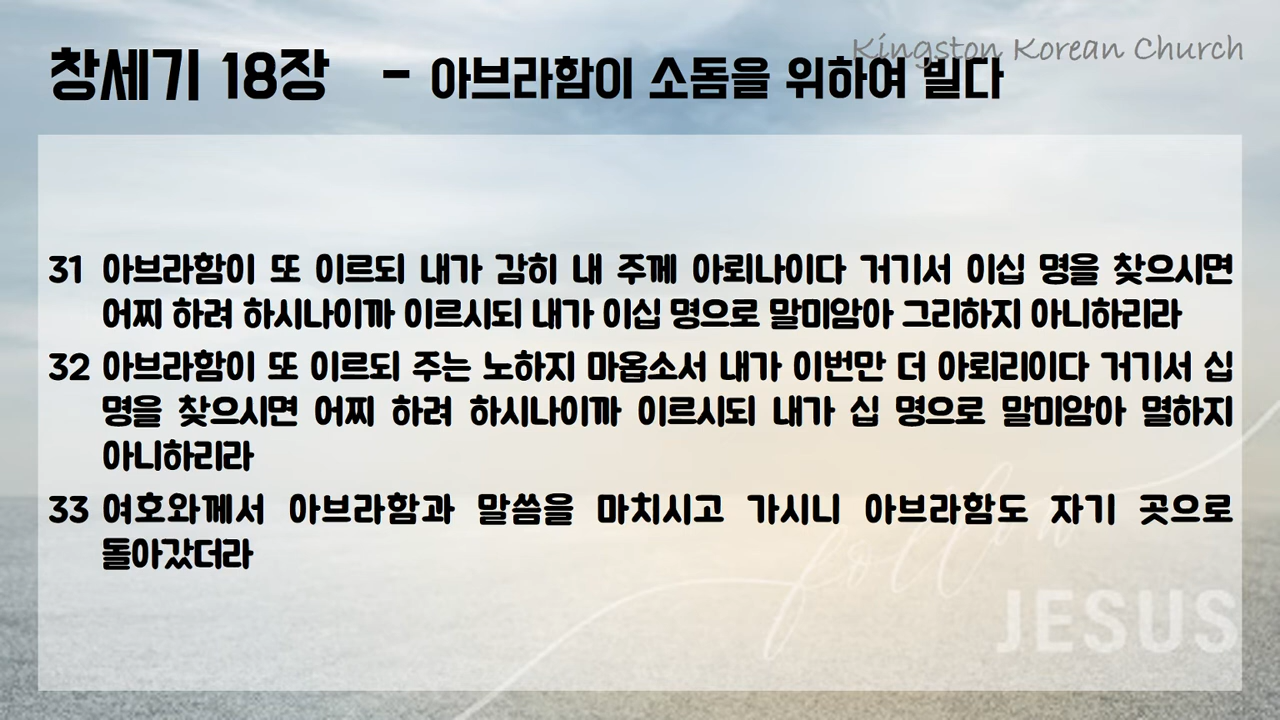 Kingston Korean Church
창세기 18장 - 아브라함이 소돔을 위하여 빌다
31 아브라함이 또 이르되 내가 감히 내 주께 아뢰나이다 거기서 이십 명을 찾으시면
어찌 하려 하시나이까 이르시되 내가 이십 명으로 말미암아 그리하지 아니하리라
32 아브라함이 또 이르되 주는 노하지 마옵소서 내가 이번만 더 아뢰리이다 거기서 십
명을 찾으시면 어찌 하려 하시나이까 이르시되 내가 십 명으로 말미암아 멸하지
아니하리라
33 여호와께서 아브라함과 말씀을 마치시고 가시니 아브라함도 자기 곳으로
돌아갔더라
follow
JESUS